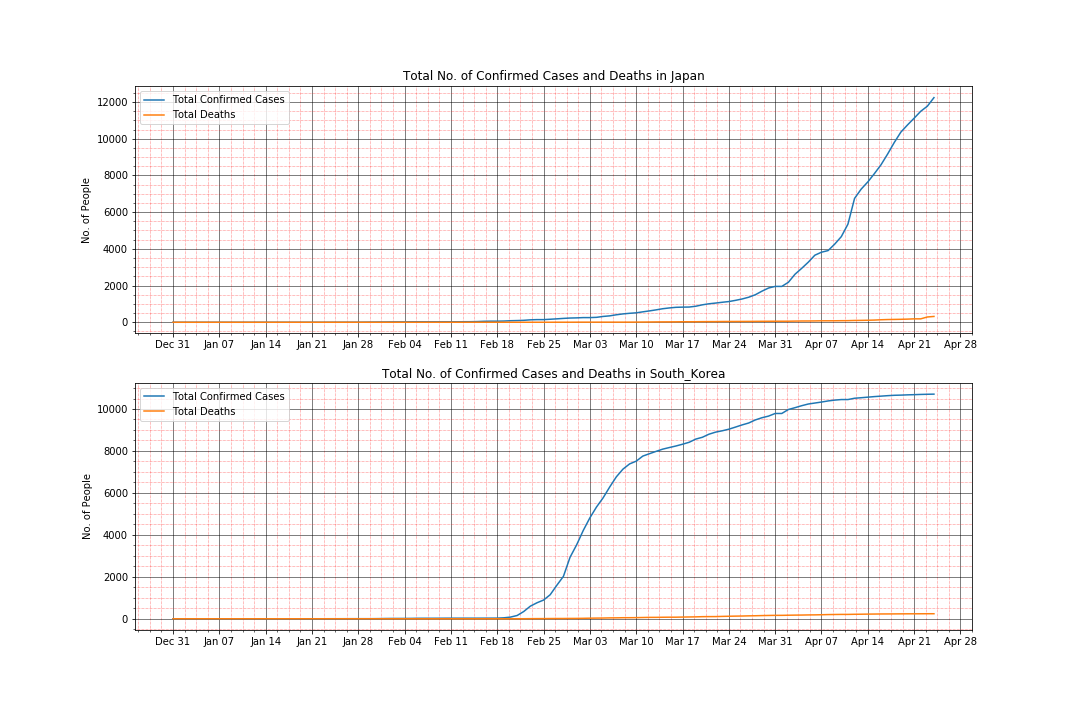 Total No. of Confirmed Cases and Deaths in Japan
Total Confirmed Cases
Total Deaths
No. of People
12000
10000
8000
6000
4000
2000
0
Dec 31 Jan 07 Jan 14 Jan 21 Jan 28 Feb 04 Feb 11 Feb 18 Feb 25 Mar 03 Mar 10 Mar 17 Mar 24 Mar 31 Apr 07 Apr 14 Apr 21 Apr 28
Total No. of Confirmed Cases and Deaths in South_Korea
Total Confirmed Cases
Total Deaths
No. of People
10000
8000
6000
4000
2000
0
Dec 31 Jan 07 Jan 14 Jan 21 Jan 28 Feb 04 Feb 11 Feb 18 Feb 25 Mar 03 Mar 10 Mar 17 Mar 24 Mar 31 Apr 07 Apr 14 Apr 21 Apr 28